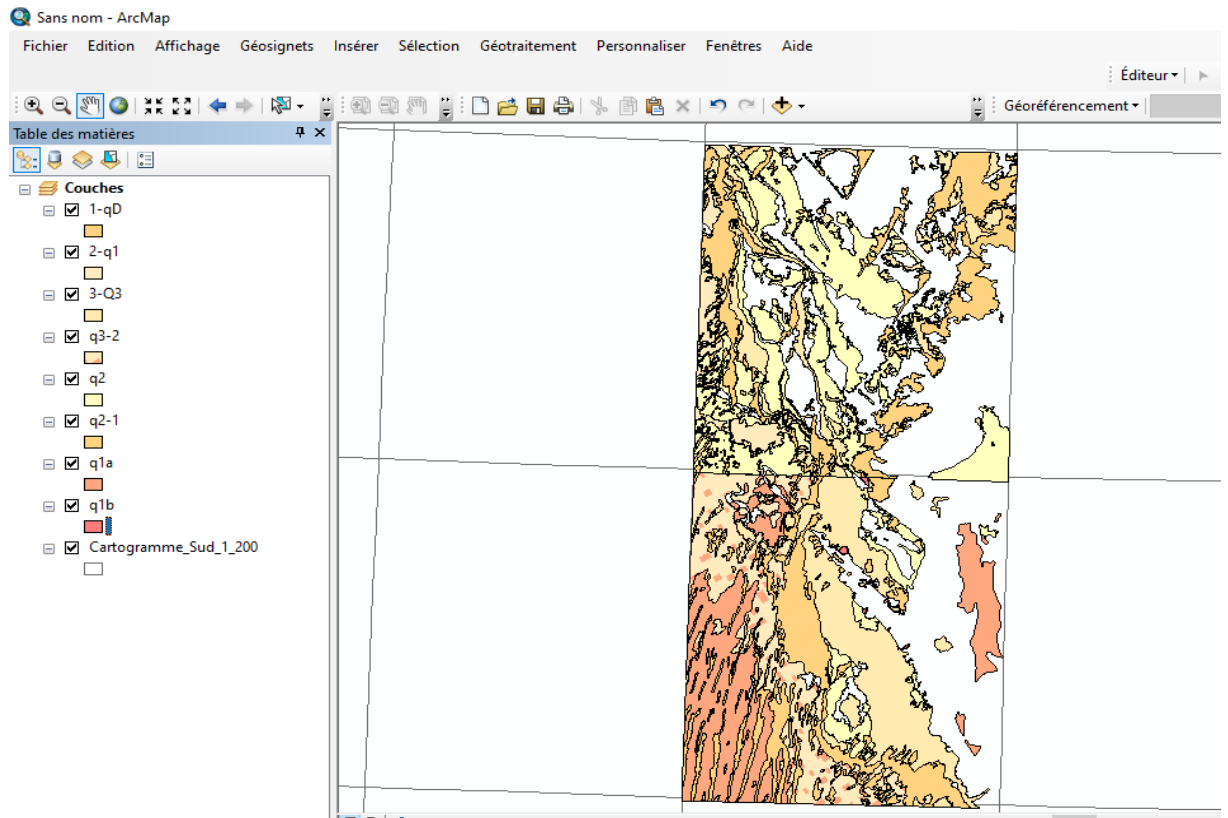 Sans nom - ArcMap
Fichier Edition Affichage Géosignets Insérer Sélection Géotraitement Personnaliser Fenêtres Aide
Éditeur
Géoréférencement
Table des matières
Couches
1-qD
2-q1
3-Q3
q3-2
q2
q2-1
q1a
q1b
Cartogramme_Sud_1_200